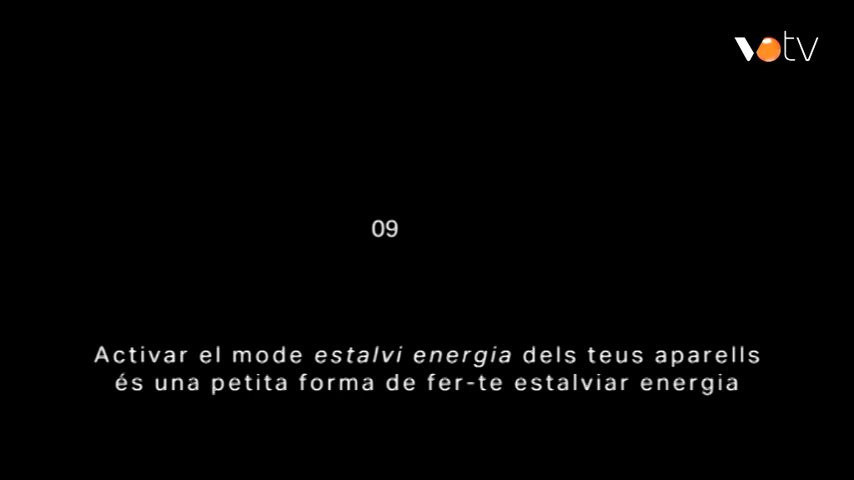 votv
09
Activar el mode estalvi energia dels teus aparells
és una petita forma de fer-te estalviar energia